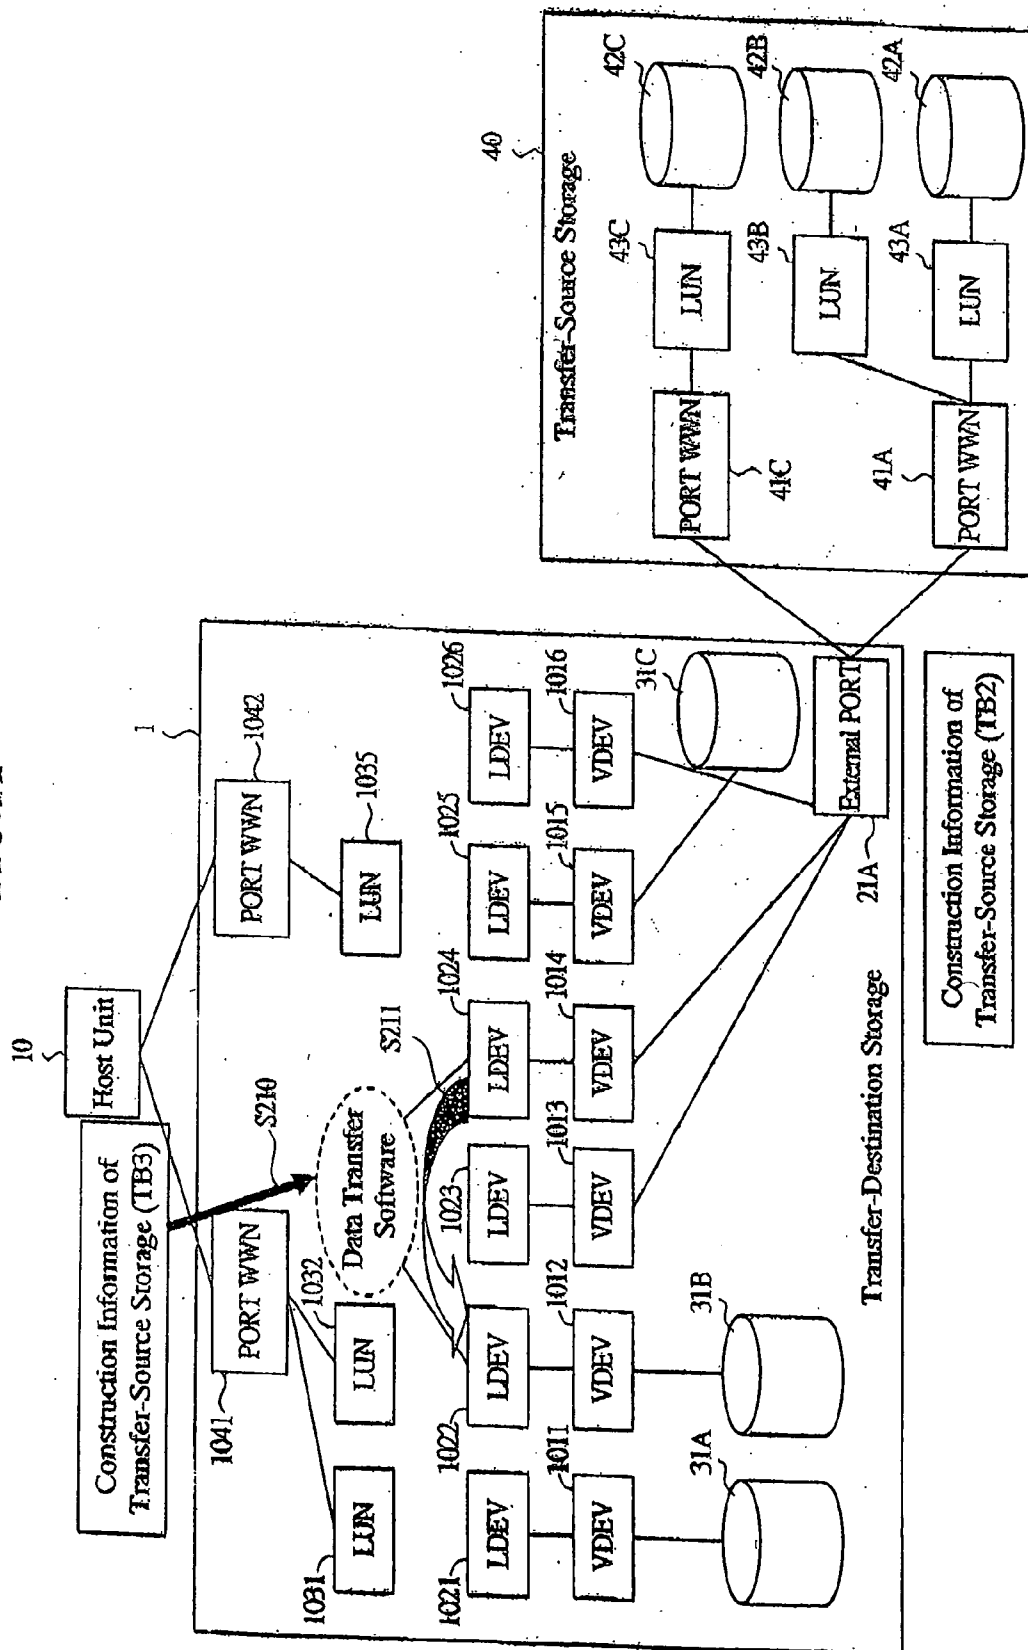 10
Host Unit
Construction Information of
Transfer-Source Storage (TB3)
S210
1
1041
PORT WWN
PORT WWN
1042
1031
LUN
1032
LUN
Data Transfer
Software
LUN
1035
S211
1021
LDEV
1022
LDEV
1023
LDEV
1024
LDEV
1025
LDEV
1026
LDEV
1011
VDEV
1012
VDEV
1013
VDEV
1014
VDEV
1015
VDEV
1016
VDEV
31A
31B
31C
Transfer-Destination Storage
21A
External PORT
Construction Information of
Transfer-Source Storage (TB2)
40
Transfer-Source Storage
PORT WWN
41C
LUN
43C
42C
LUN
43B
42B
41A
PORT WWN
LUN
43A
42A